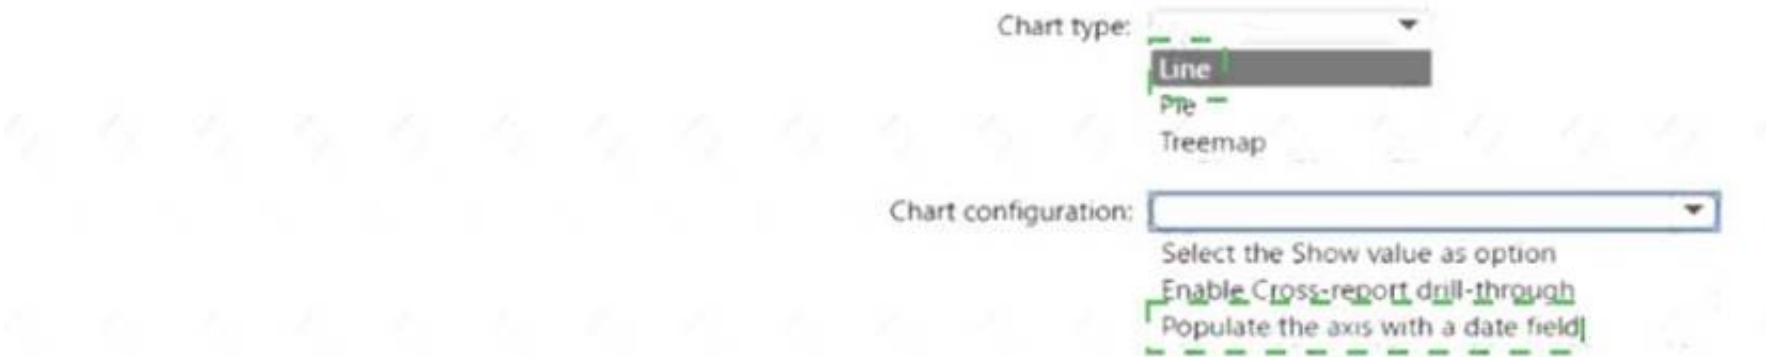 Chart type:
Line
Pie
Treemap
Chart configuration:
Select the Show value as option
Enable Cross-report drill-through
Populate the axis with a date field